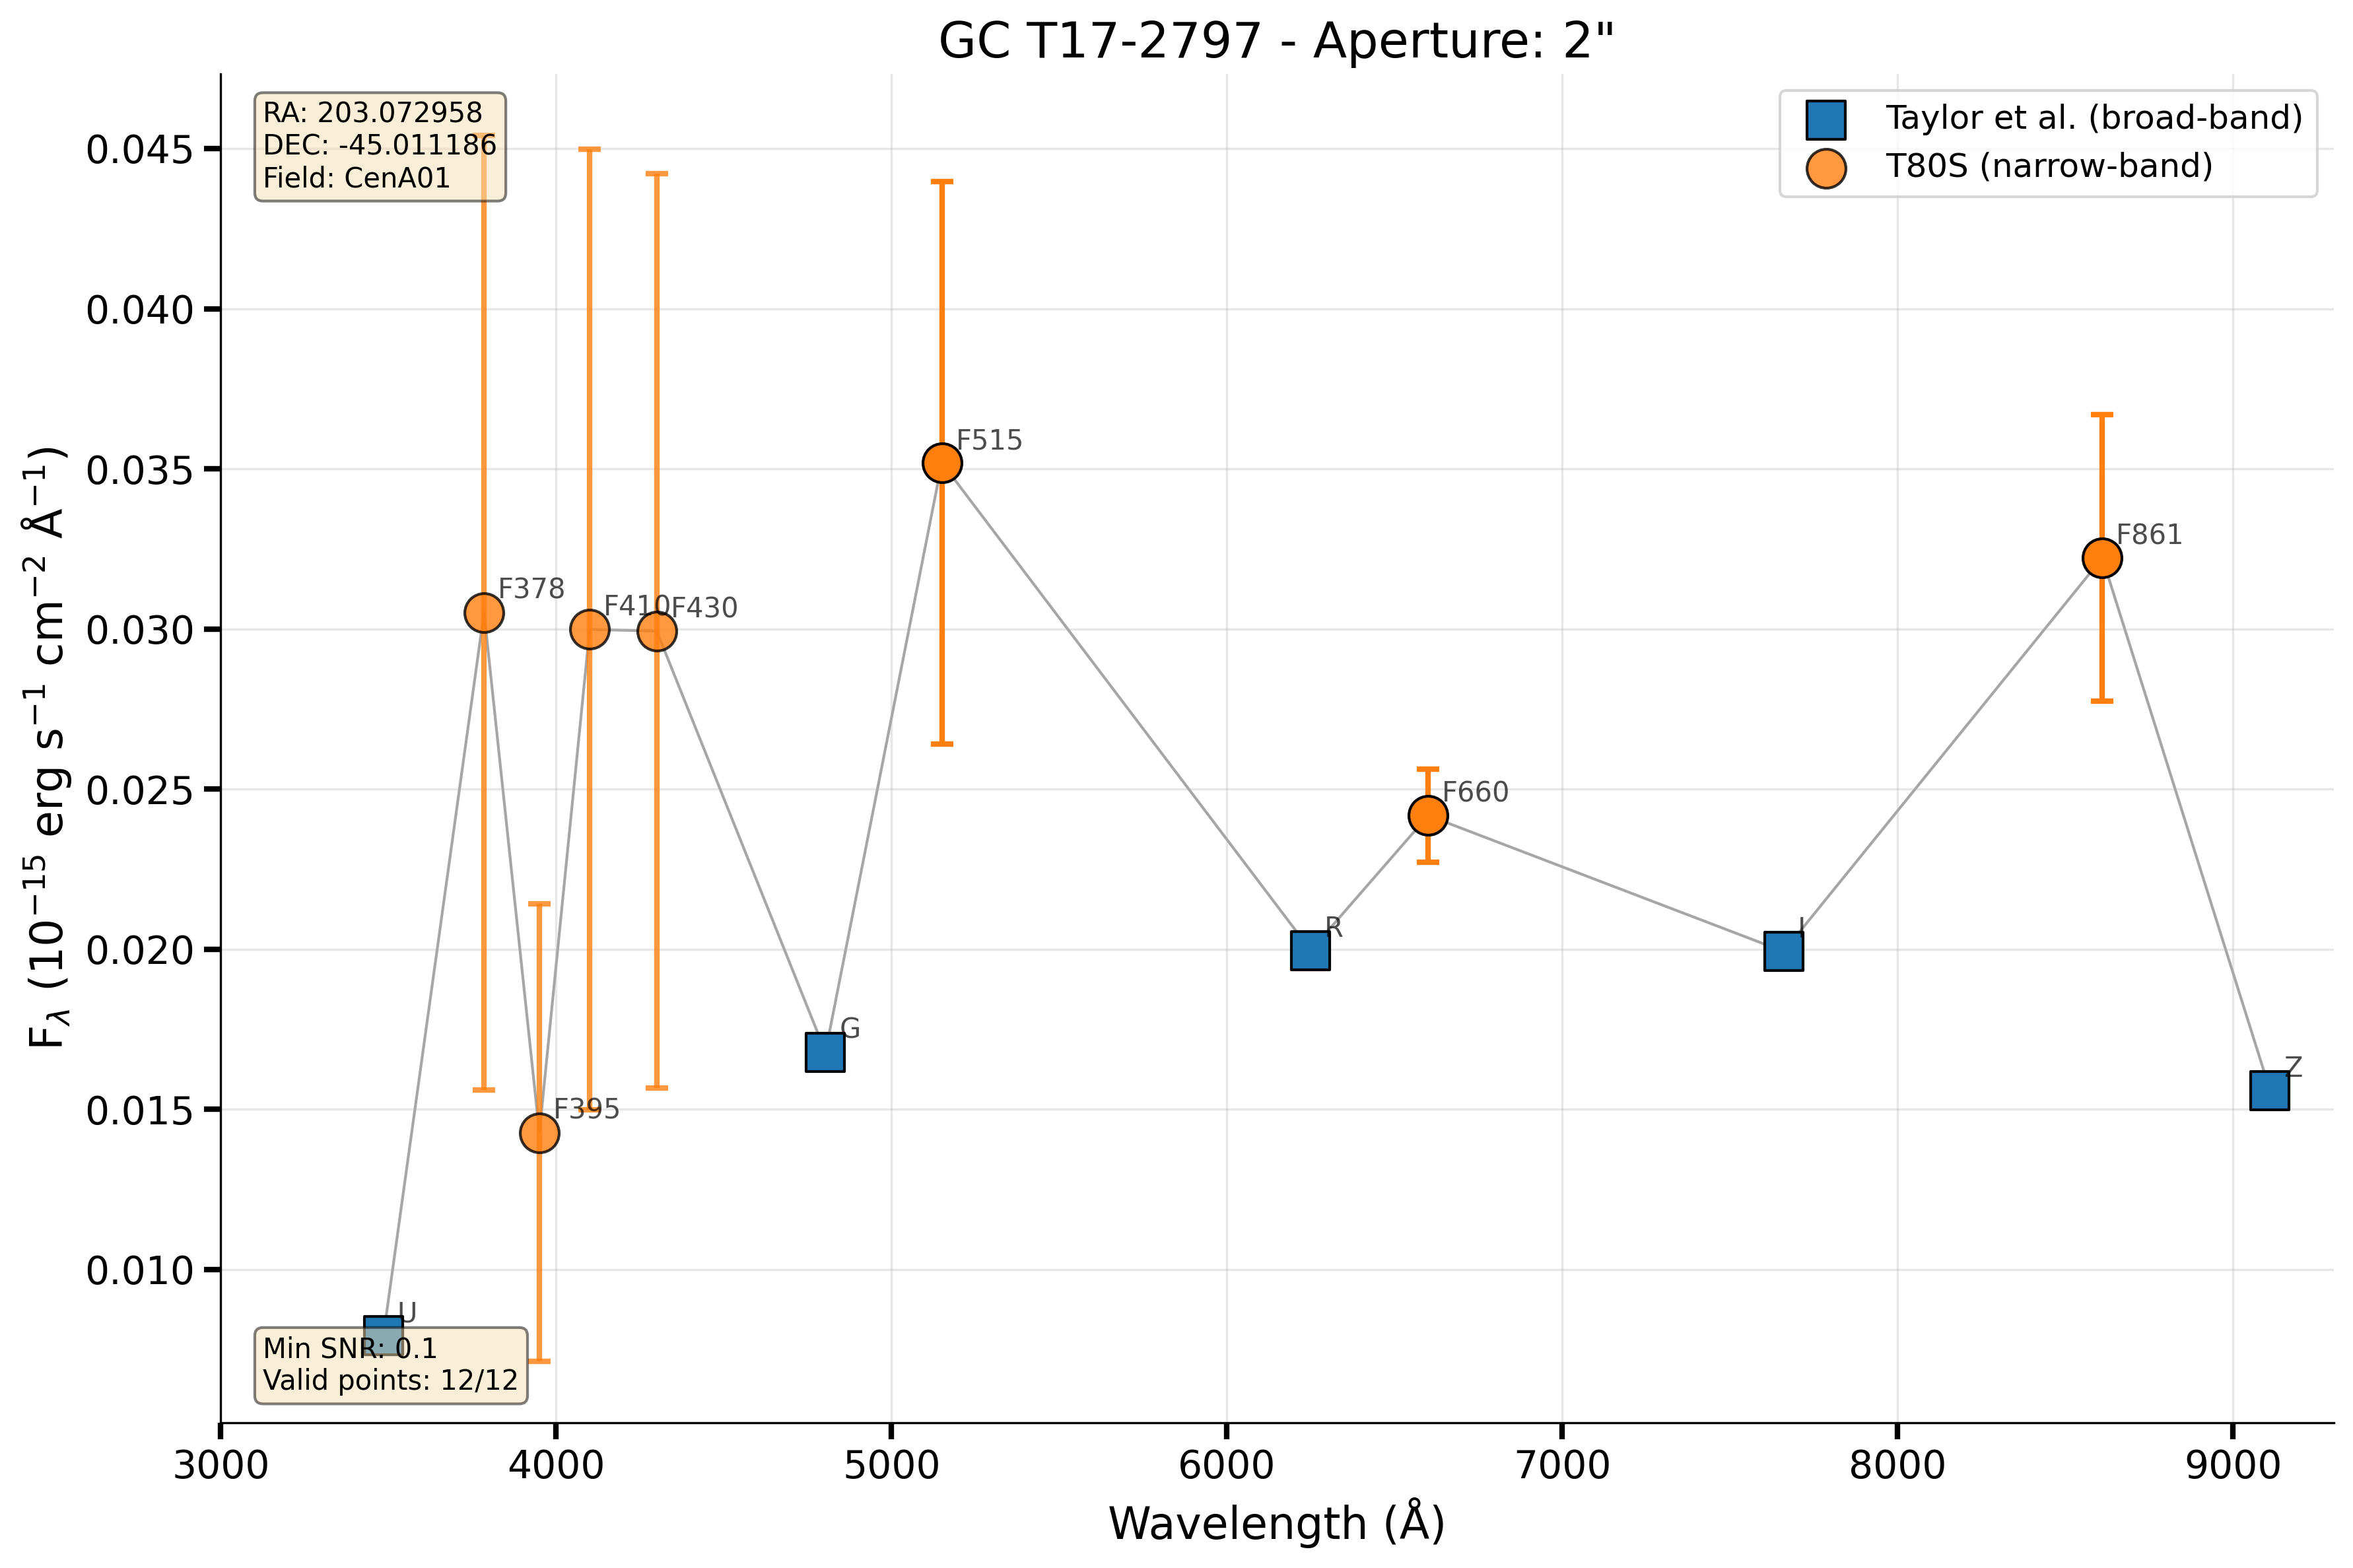 GC T17-2797 - Aperture: 2"
RA: 203.072958
DEC: -45.011186
Field: CenA01
Taylor et al. (broad-band)
T80S (narrow-band)
0.045
0.040
0.035
0.030
0.025
0.020
0.015
0.010
F515
F861
F378
F410
F430
F660
R
I
G
Z
F395
U
Min SNR: 0.1
Valid points: 12/12
3000 4000 5000 6000 7000 8000 9000
Wavelength (Å)
Fλ (10⁻¹⁵ erg s⁻¹ cm⁻² Å⁻¹)